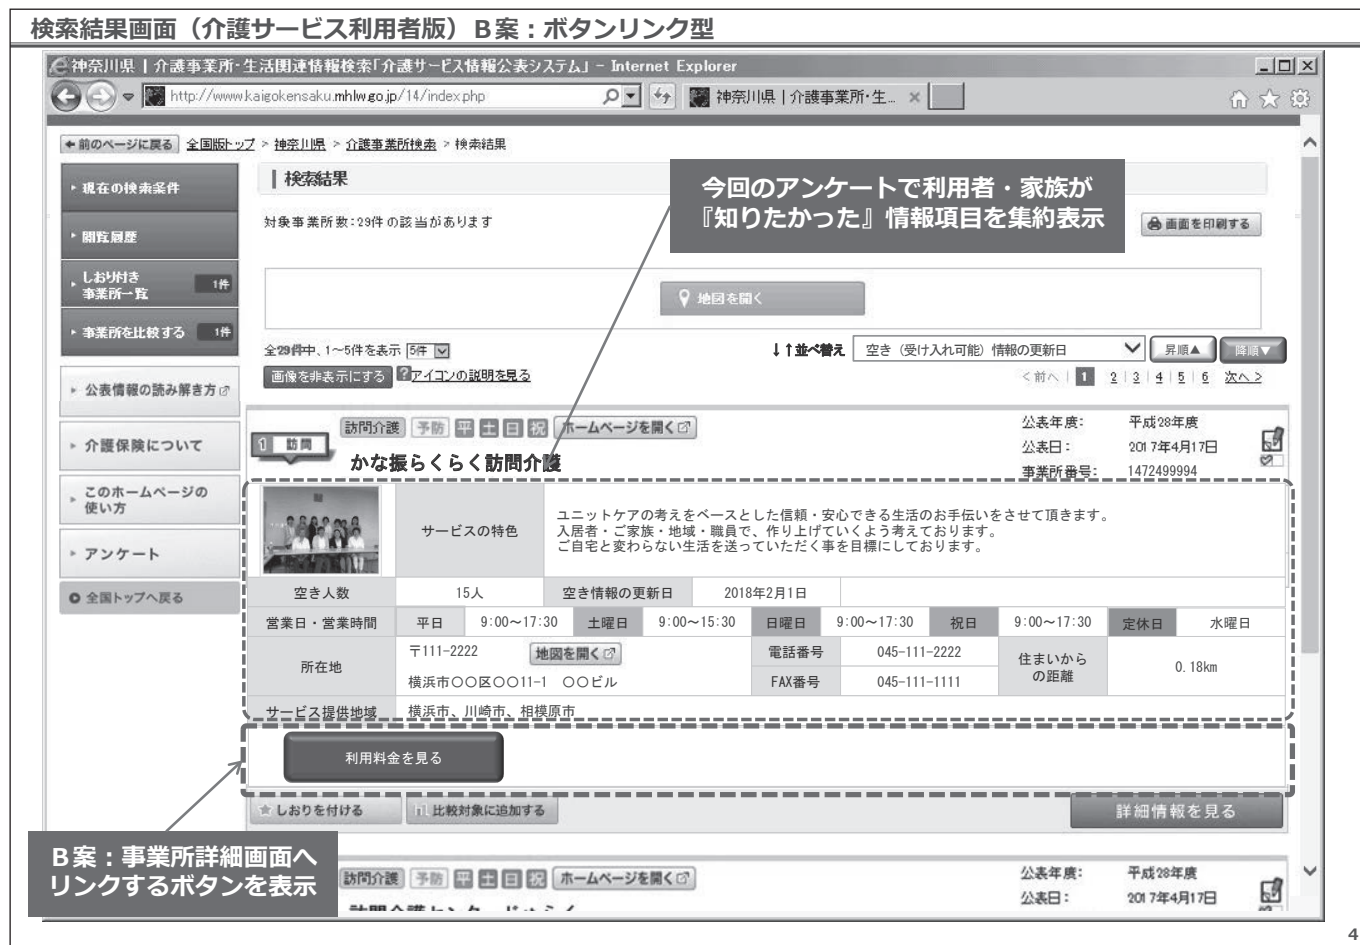 検索結果画面（介護サービス利用者版）Ｂ案：ボタンリンク型
神奈川県 | 介護事業所・生活関連情報検索「介護サービス情報公表システム」 - Internet Explorer
http://www.kaigokensaku.mhlw.go.jp/14/index.php
神奈川県 | 介護事業所・生...
前のページに戻る 全国版トップ > 神奈川県 > 介護事業所検索 > 検索結果
現在の検索条件
閲覧履歴
しおり付き
事業所一覧 1件
事業所を比較する 1件
公表情報の読み解き方
介護保険について
このホームページの
使い方
アンケート
全国トップへ戻る
検索結果
今回のアンケートで利用者・家族が
『知りたかった』情報項目を集約表示
対象事業所数：29件の該当があります
画面を印刷する
地図を開く
全29件中、1～5件を表示 5件
↓↑並べ替え 空き（受け入れ可能）情報の更新日 昇順▲ 降順▼
画像を非表示にする ?アイコンの説明を見る
<前へ | 1 2 | 3 | 4 | 5 | 6 次へ >
1 訪問
訪問介護 予防 平 土 日 祝 ホームページを開く
かな振らくらく訪問介護
公表年度： 平成28年度
公表日： 2017年4月17日
事業所番号： 1472499994
サービスの特色
ユニットケアの考えをベースとした信頼・安心できる生活のお手伝いをさせて頂きます。
入居者・ご家族・地域・職員で、作り上げていくよう考えております。
ご自宅と変わらない生活を送っていただく事を目標にしております。
空き人数 15人 空き情報の更新日 2018年2月1日
営業日・営業時間 平日 9:00～17:30 土曜日 9:00～15:30 日曜日 9:00～17:30 祝日 9:00～17:30 定休日 水曜日
所在地
〒111-2222 地図を開く
横浜市〇〇区〇〇11-1 〇〇ビル
電話番号 045-111-2222
FAX番号 045-111-1111
住まいから
の距離
0.18km
サービス提供地域 横浜市、川崎市、相模原市
利用料金を見る
しおりを付ける 比較対象に追加する 詳細情報を見る
Ｂ案：事業所詳細画面へ
リンクするボタンを表示
訪問介護 予防 平 土 日 祝 ホームページを開く
公表年度： 平成28年度
公表日： 2017年4月17日
4